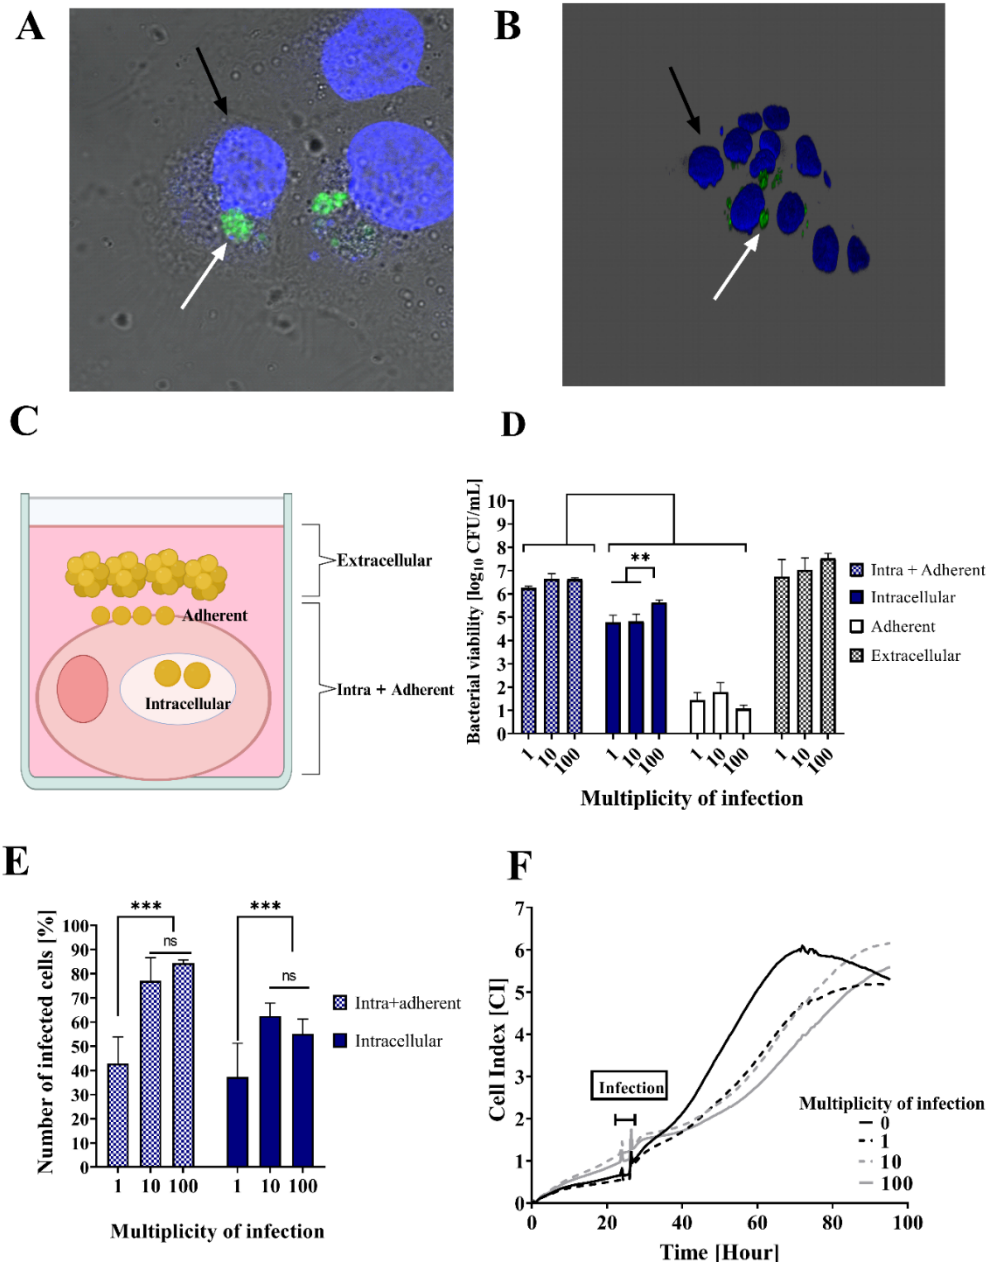 A
B
C
Extracellular
Adherent
Intracellular
Intra + Adherent
D
Bacterial viability [log10 CFU/mL]
10
9
8
7
6
5
4
3
2
1
0
**
1
10
100
1
10
100
1
10
100
1
10
100
Multiplicity of infection
Intra + Adherent
Intracellular
Adherent
Extracellular
E
Number of infected cells [%]
100
90
80
70
60
50
40
30
20
10
0
***
ns
***
ns
1 10 100
1 10 100
Multiplicity of infection
Intra+adherent
Intracellular
F
Cell Index [CI]
7
6
5
4
3
2
1
0
Infection
Multiplicity of infection
0
1
10
100
0 20 40 60 80 100
Time [Hour]